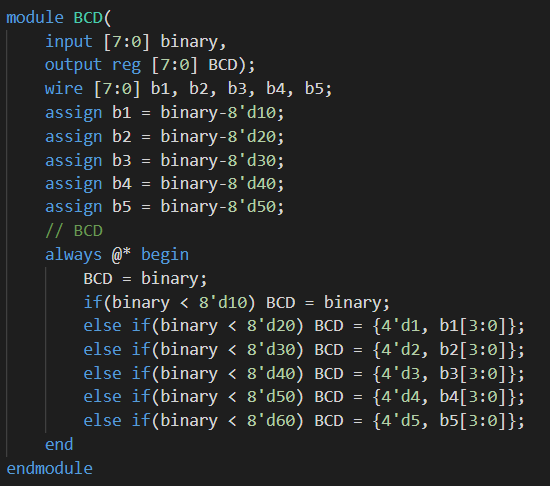 module BCD(
    input [7:0] binary,
    output reg [7:0] BCD);
    wire [7:0] b1, b2, b3, b4, b5;
    assign b1 = binary-8'd10;
    assign b2 = binary-8'd20;
    assign b3 = binary-8'd30;
    assign b4 = binary-8'd40;
    assign b5 = binary-8'd50;
    // BCD
    always @* begin
        BCD = binary;
        if(binary < 8'd10) BCD = binary;
        else if(binary < 8'd20) BCD = {4'd1, b1[3:0]};
        else if(binary < 8'd30) BCD = {4'd2, b2[3:0]};
        else if(binary < 8'd40) BCD = {4'd3, b3[3:0]};
        else if(binary < 8'd50) BCD = {4'd4, b4[3:0]};
        else if(binary < 8'd60) BCD = {4'd5, b5[3:0]};
    end
endmodule